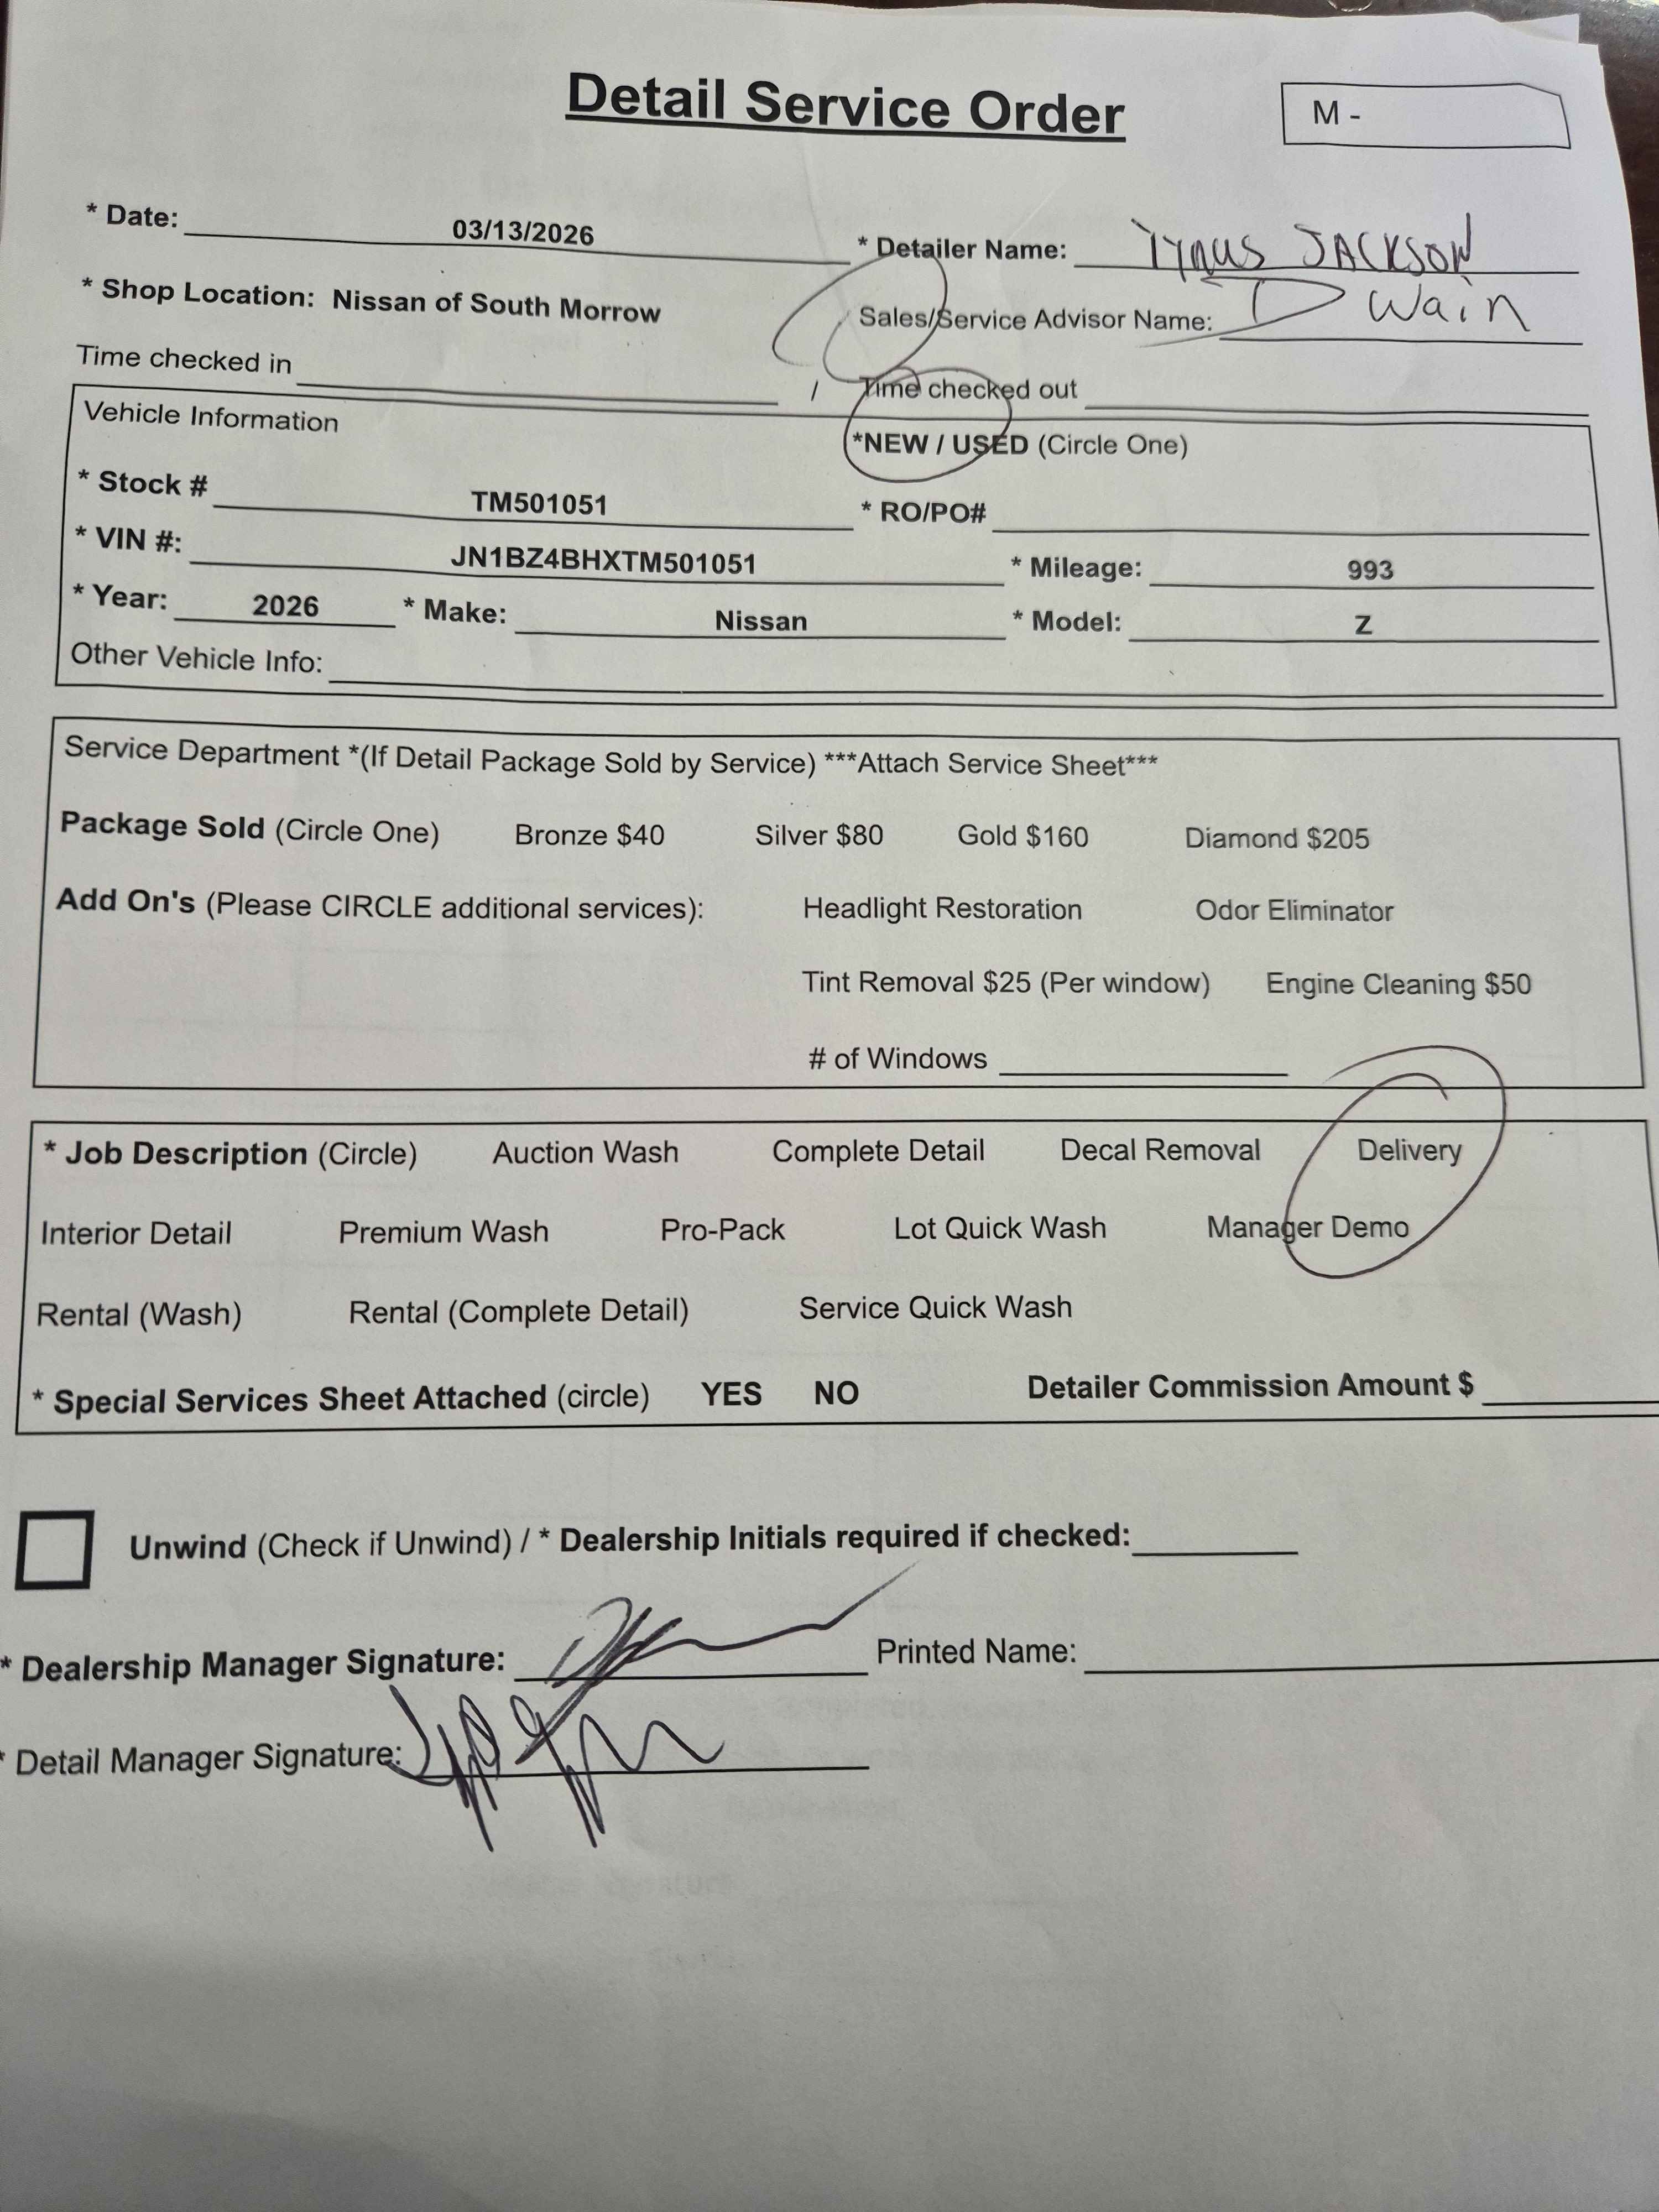 Detail Service Order
M -
* Date: 03/13/2026
* Detailer Name: Tynus JACKSON
* Shop Location: Nissan of South Morrow
Sales/Service Advisor Name: D Wain
Time checked in / Time checked out
Vehicle Information
*NEW / USED (Circle One)
* Stock # TM501051
* RO/PO#
* VIN #: JN1BZ4BHXTM501051 * Mileage: 993
* Year: 2026 * Make: Nissan * Model: Z
Other Vehicle Info:
Service Department *(If Detail Package Sold by Service) ***Attach Service Sheet***
Package Sold (Circle One) Bronze $40 Silver $80 Gold $160 Diamond $205
Add On's (Please CIRCLE additional services): Headlight Restoration Odor Eliminator
Tint Removal $25 (Per window) Engine Cleaning $50
# of Windows
* Job Description (Circle) Auction Wash Complete Detail Decal Removal Delivery
Interior Detail Premium Wash Pro-Pack Lot Quick Wash Manager Demo
Rental (Wash) Rental (Complete Detail) Service Quick Wash
* Special Services Sheet Attached (circle) YES NO Detailer Commission Amount $
Unwind (Check if Unwind) / * Dealership Initials required if checked:
* Dealership Manager Signature: Printed Name:
* Detail Manager Signature: